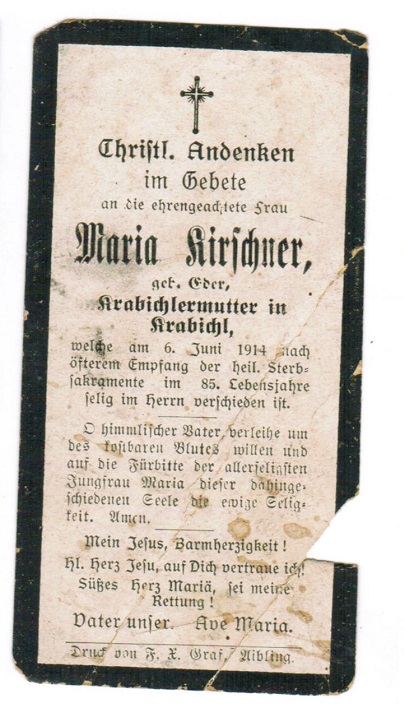 Christl. Andenken
im Gebete
an die ehrengeachtete Frau
Maria Kirschner,
geb. Eder,
Krabichlermutter in
Krabichl,
welche am 6. Juni 1914 nach
öfterem Empfang der heil. Sterb-
sakramente im 85. Lebensjahre
selig im Herrn verschieden ist.
O himmlischer Vater, verleihe um
des kostbaren Blutes willen und
auf die Fürbitte der allerseligsten
Jungfrau Maria dieser dahinge-
schiedenen Seele die ewige Selig-
keit. Amen.
Mein Jesus, Barmherzigkeit!
Hl. Herz Jesu, auf Dich vertraue ich!
Süßes Herz Mariä, sei meine
Rettung!
Vater unser. Ave Maria.
Druck von F. X. Graf, Aibling.